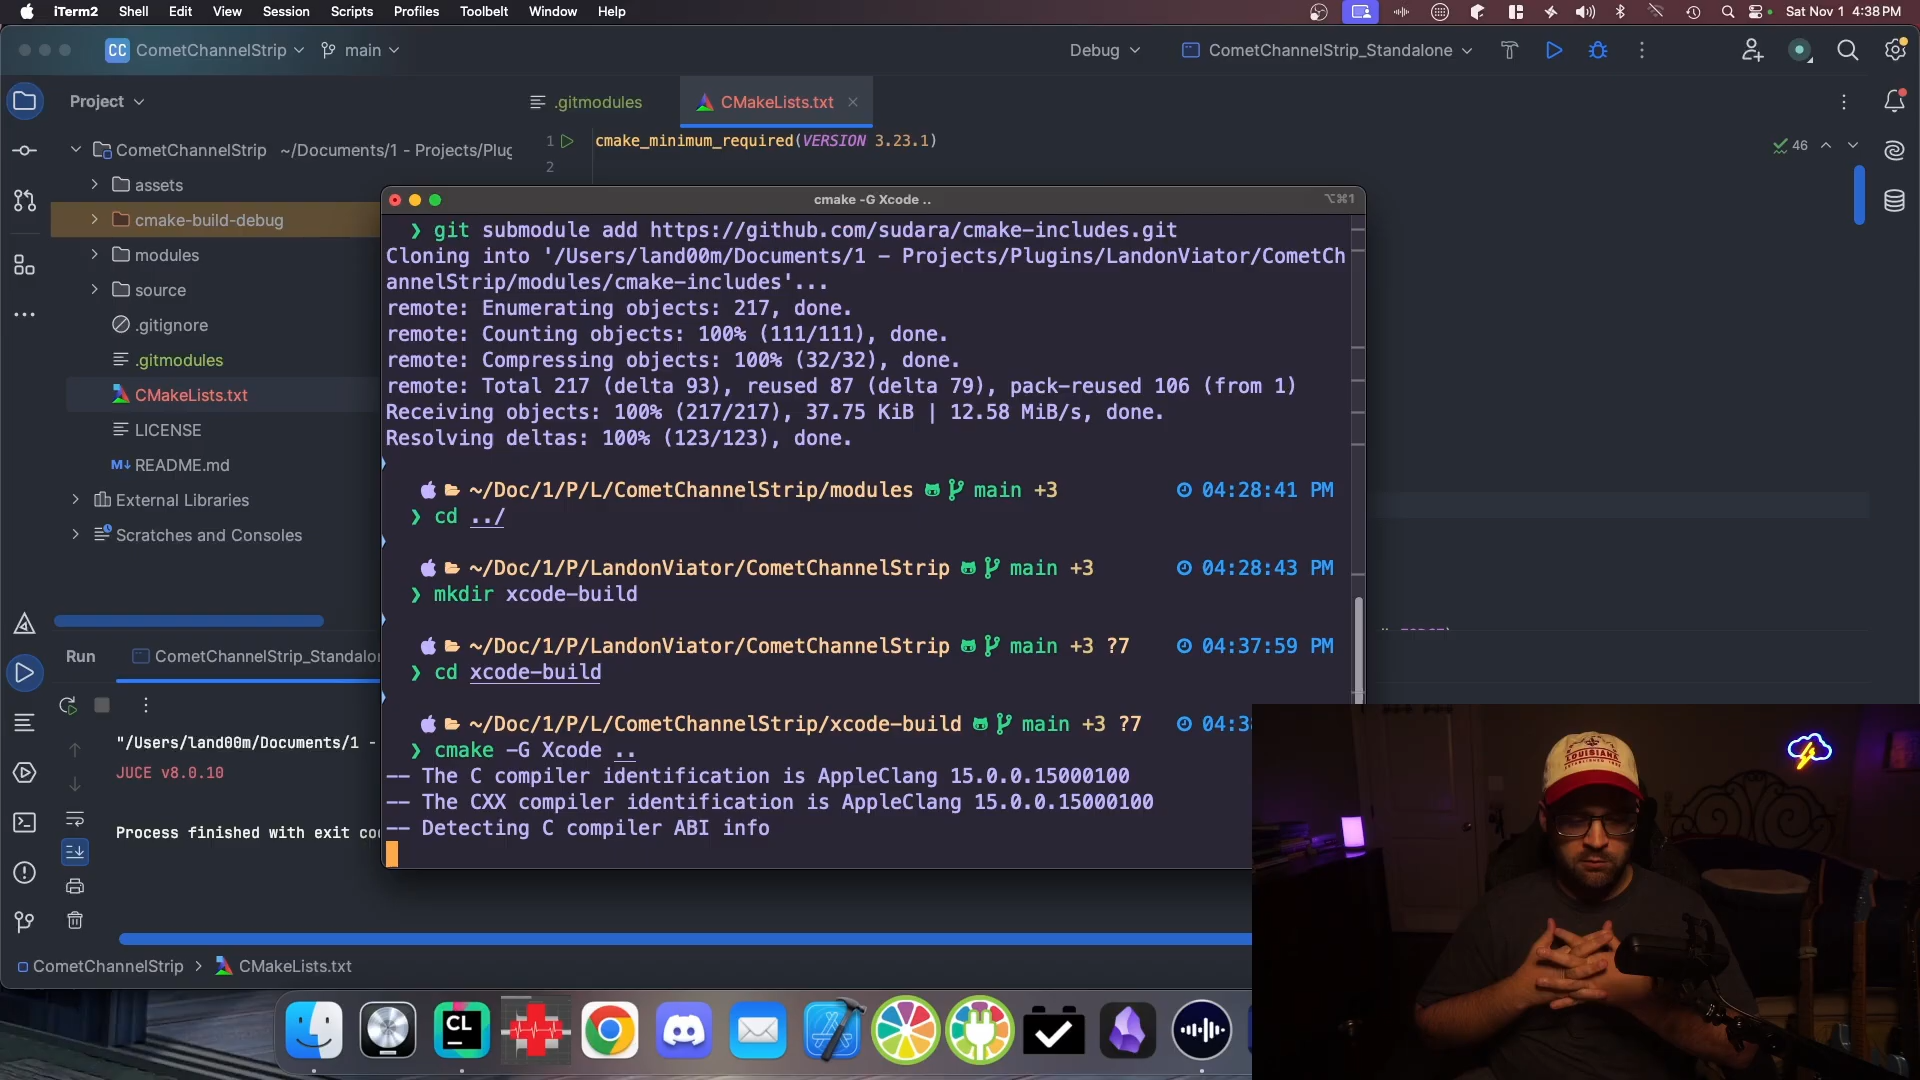 iTerm2 Shell Edit View Session Scripts Profiles Toolbelt Window Help Sat Nov 1 4:38 PM
CC CometChannelStrip main Debug CometChannelStrip_Standalone
Project .gitmodules CMakeLists.txt
1 cmake_minimum_required(VERSION 3.23.1)
46
2
CometChannelStrip ~/Documents/1 - Projects/Plug
assets
cmake-build-debug
modules
source
.gitignore
.gitmodules
CMakeLists.txt
LICENSE
M↓ README.md
External Libraries
Scratches and Consoles
cmake -G Xcode ..
⌥⌘1
❯ git submodule add https://github.com/sudara/cmake-includes.git
Cloning into '/Users/land00m/Documents/1 - Projects/Plugins/LandonViator/CometCh
annelStrip/modules/cmake-includes'...
remote: Enumerating objects: 217, done.
remote: Counting objects: 100% (111/111), done.
remote: Compressing objects: 100% (32/32), done.
remote: Total 217 (delta 93), reused 87 (delta 79), pack-reused 106 (from 1)
Receiving objects: 100% (217/217), 37.75 KiB | 12.58 MiB/s, done.
Resolving deltas: 100% (123/123), done.
~/Doc/1/P/L/CometChannelStrip/modules main +3 04:28:41 PM
❯ cd ../
~/Doc/1/P/LandonViator/CometChannelStrip main +3 04:28:43 PM
❯ mkdir xcode-build
~/Doc/1/P/LandonViator/CometChannelStrip main +3 ?7 04:37:59 PM
❯ cd xcode-build
~/Doc/1/P/L/CometChannelStrip/xcode-build main +3 ?7 04:38
❯ cmake -G Xcode ..
-- The C compiler identification is AppleClang 15.0.0.15000100
-- The CXX compiler identification is AppleClang 15.0.0.15000100
-- Detecting C compiler ABI info
Run CometChannelStrip_Standalon
"/Users/land00m/Documents/1 -
JUCE v8.0.10
Process finished with exit co
CometChannelStrip > CMakeLists.txt
CL
LOUISIANA